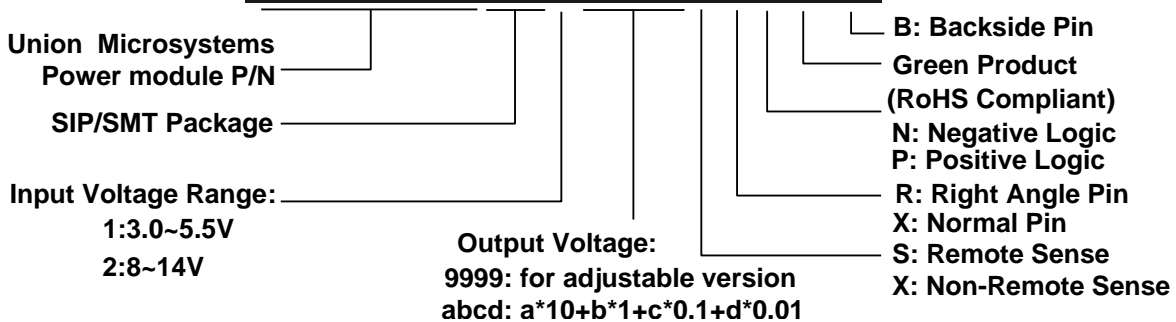 Union Microsystems
Power module P/N
SIP/SMT Package
Input Voltage Range:
1:3.0~5.5V
2:8~14V
Output Voltage:
9999: for adjustable version
abcd: a*10+b*1+c*0.1+d*0.01
B: Backside Pin
Green Product
(RoHS Compliant)
N: Negative Logic
P: Positive Logic
R: Right Angle Pin
X: Normal Pin
S: Remote Sense
X: Non-Remote Sense